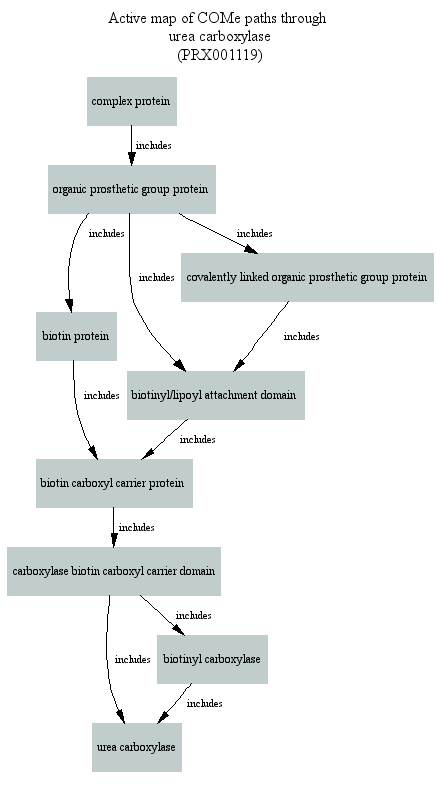 Active map of COMe paths through
urea carboxylase
(PRX001119)
complex protein
includes
organic prosthetic group protein
includes
includes
covalently linked organic prosthetic group protein
includes
biotin protein
includes
biotinyl/lipoyl attachment domain
includes
includes
biotin carboxyl carrier protein
includes
carboxylase biotin carboxyl carrier domain
includes
biotinyl carboxylase
includes
includes
urea carboxylase